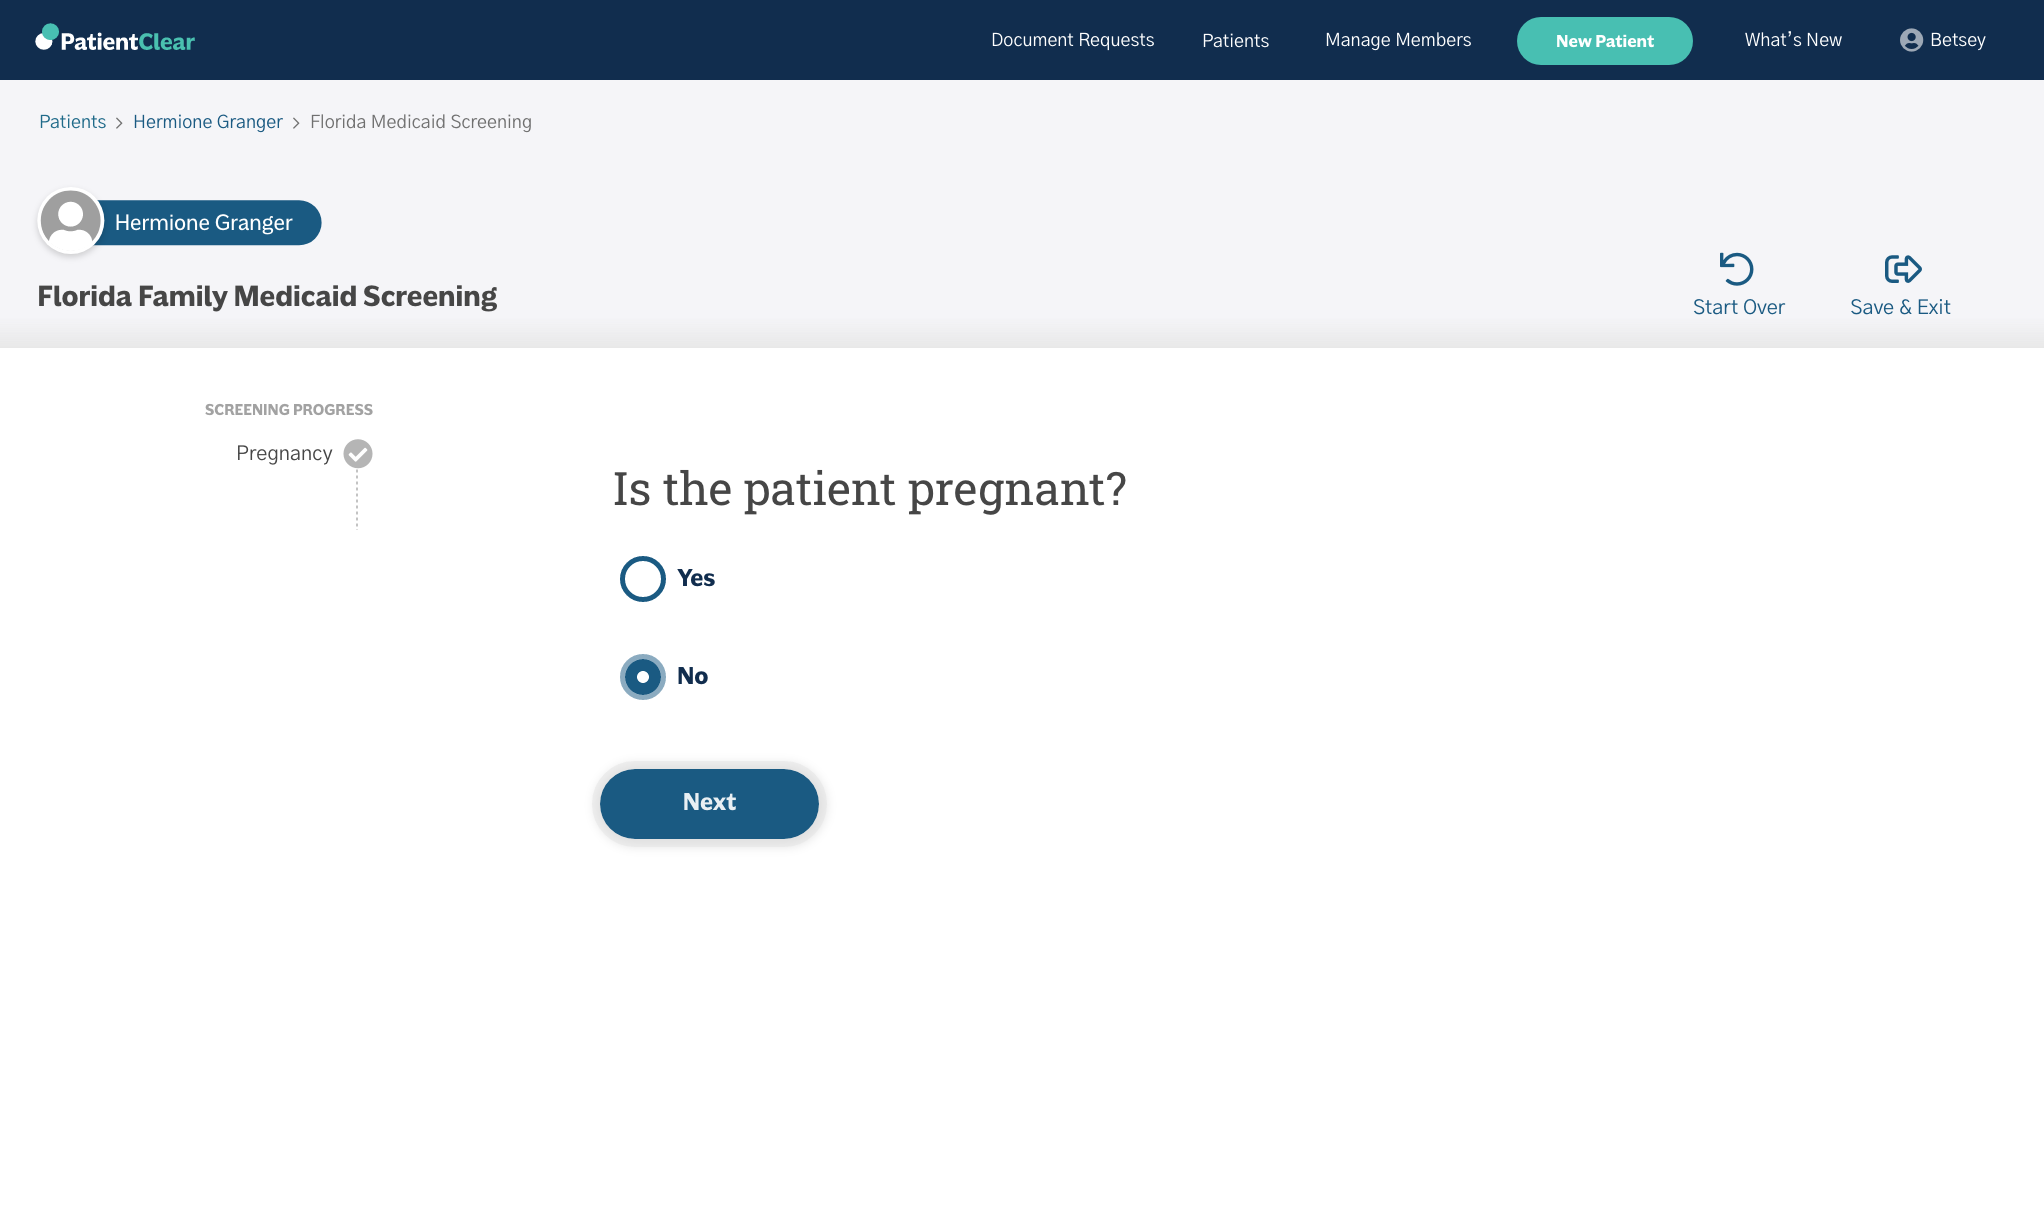 PatientClear
Document Requests
Patients
Manage Members
New Patient
What's New
Betsey
Patients > Hermione Granger > Florida Medicaid Screening
Hermione Granger
Florida Family Medicaid Screening
Start Over
Save & Exit
SCREENING PROGRESS
Pregnancy
Is the patient pregnant?
Yes
No
Next